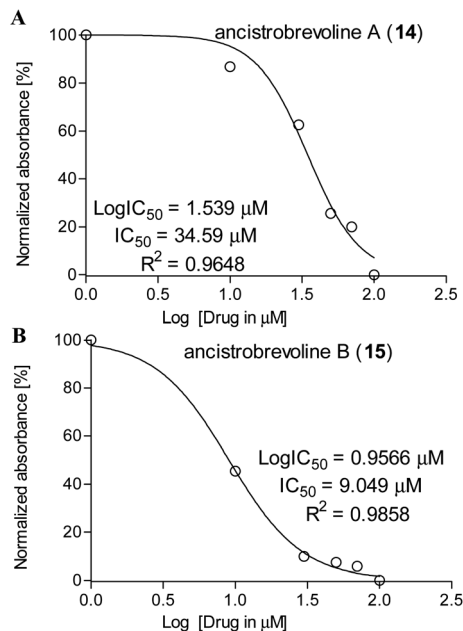 A
ancistrobrevoline A (14)
Normalized absorbance [%]
100
80
60
40
20
0
LogIC50 = 1.539 μM
IC50 = 34.59 μM
R2 = 0.9648
0.0 0.5 1.0 1.5 2.0 2.5
Log [Drug in μM]
B
ancistrobrevoline B (15)
Normalized absorbance [%]
100
80
60
40
20
0
LogIC50 = 0.9566 μM
IC50 = 9.049 μM
R2 = 0.9858
0.0 0.5 1.0 1.5 2.0 2.5
Log [Drug in μM]